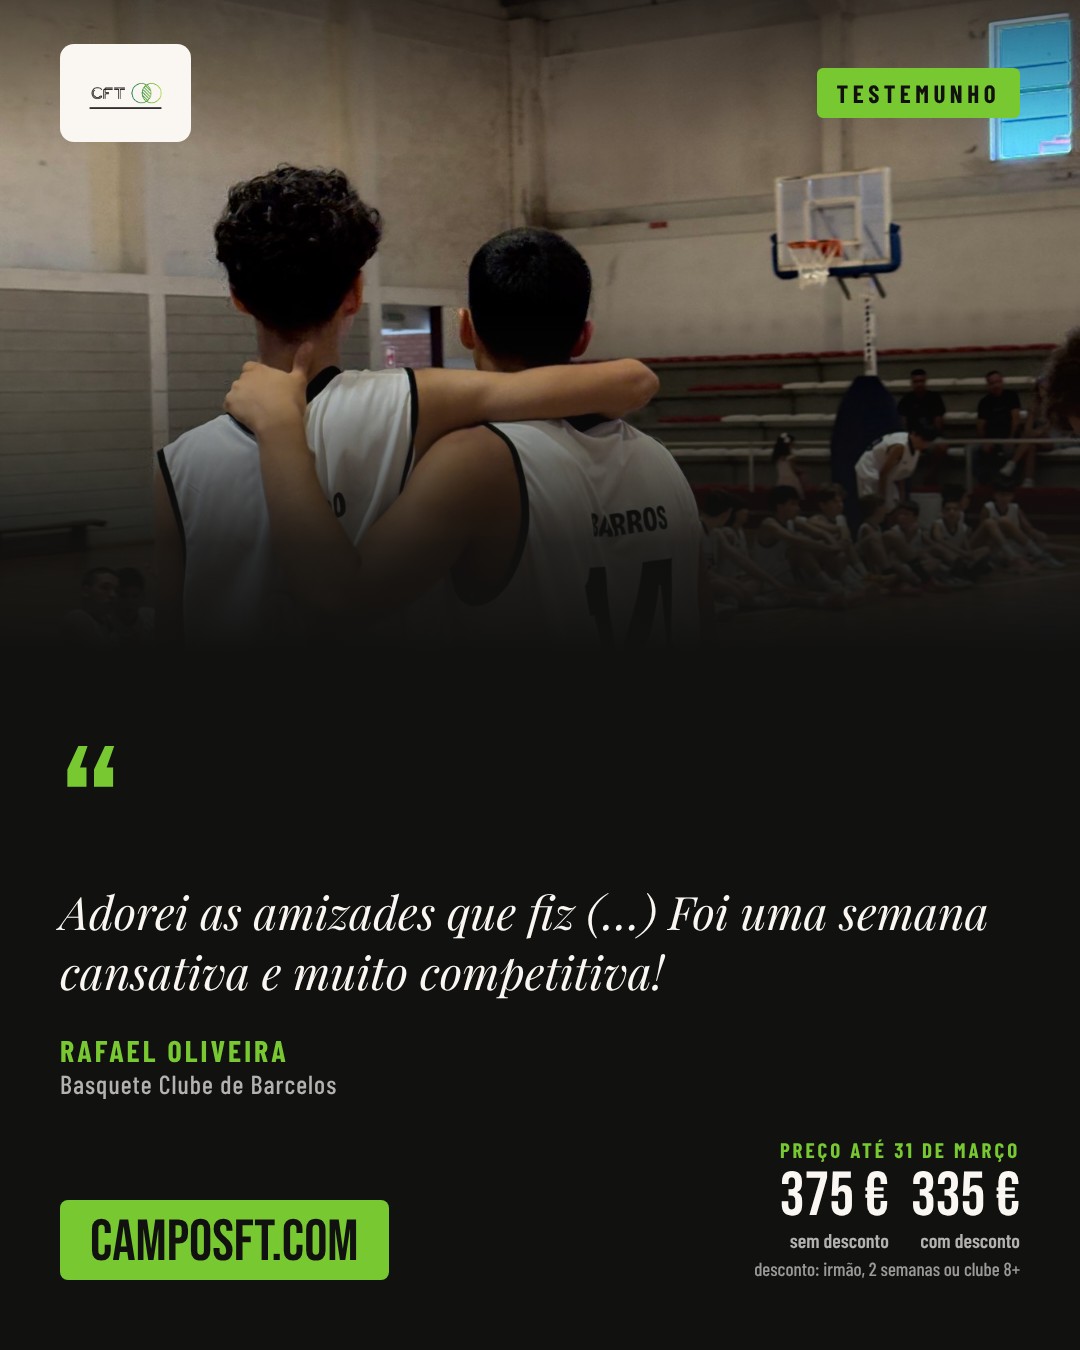 CFT
TESTEMUNHO
BARROS
14
“
Adorei as amizades que fiz (...) Foi uma semana
cansativa e muito competitiva!
RAFAEL OLIVEIRA
Basquete Clube de Barcelos
PREÇO ATÉ 31 DE MARÇO
375 € 335 €
sem desconto com desconto
desconto: irmão, 2 semanas ou clube 8+
CAMPOSFT.COM